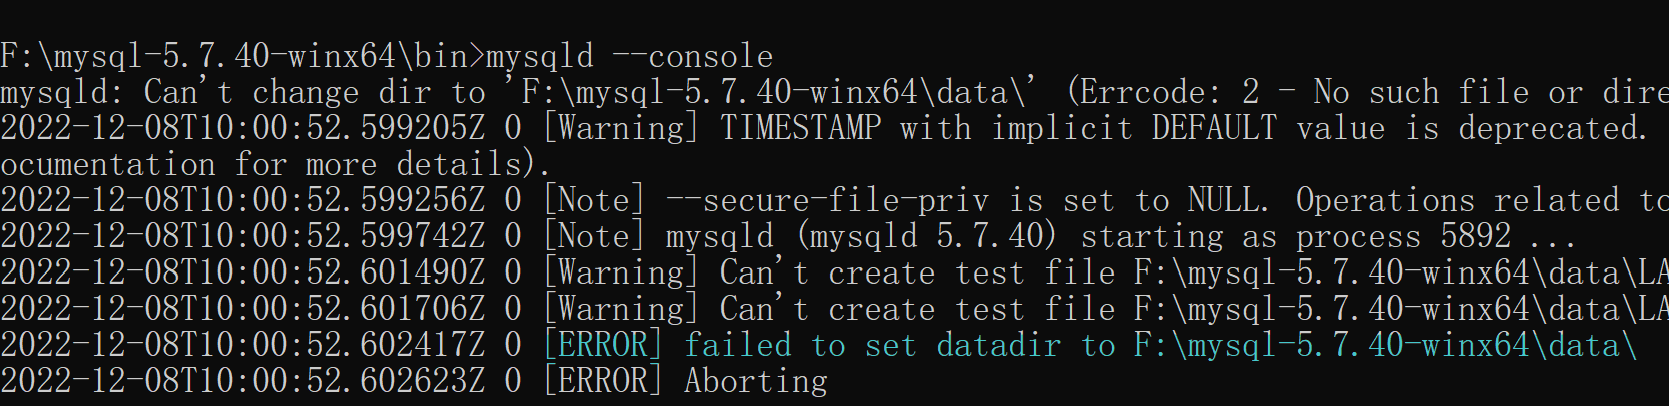 F:\mysql-5.7.40-winx64\bin>mysqld --console
mysqld: Can't change dir to 'F:\mysql-5.7.40-winx64\data\' (Errcode: 2 - No such file or dire
2022-12-08T10:00:52.599205Z 0 [Warning] TIMESTAMP with implicit DEFAULT value is deprecated.
ocumentation for more details).
2022-12-08T10:00:52.599256Z 0 [Note] --secure-file-priv is set to NULL. Operations related to
2022-12-08T10:00:52.599742Z 0 [Note] mysqld (mysqld 5.7.40) starting as process 5892 ...
2022-12-08T10:00:52.601490Z 0 [Warning] Can't create test file F:\mysql-5.7.40-winx64\data\LA
2022-12-08T10:00:52.601706Z 0 [Warning] Can't create test file F:\mysql-5.7.40-winx64\data\LA
2022-12-08T10:00:52.602417Z 0 [ERROR] failed to set datadir to F:\mysql-5.7.40-winx64\data\
2022-12-08T10:00:52.602623Z 0 [ERROR] Aborting